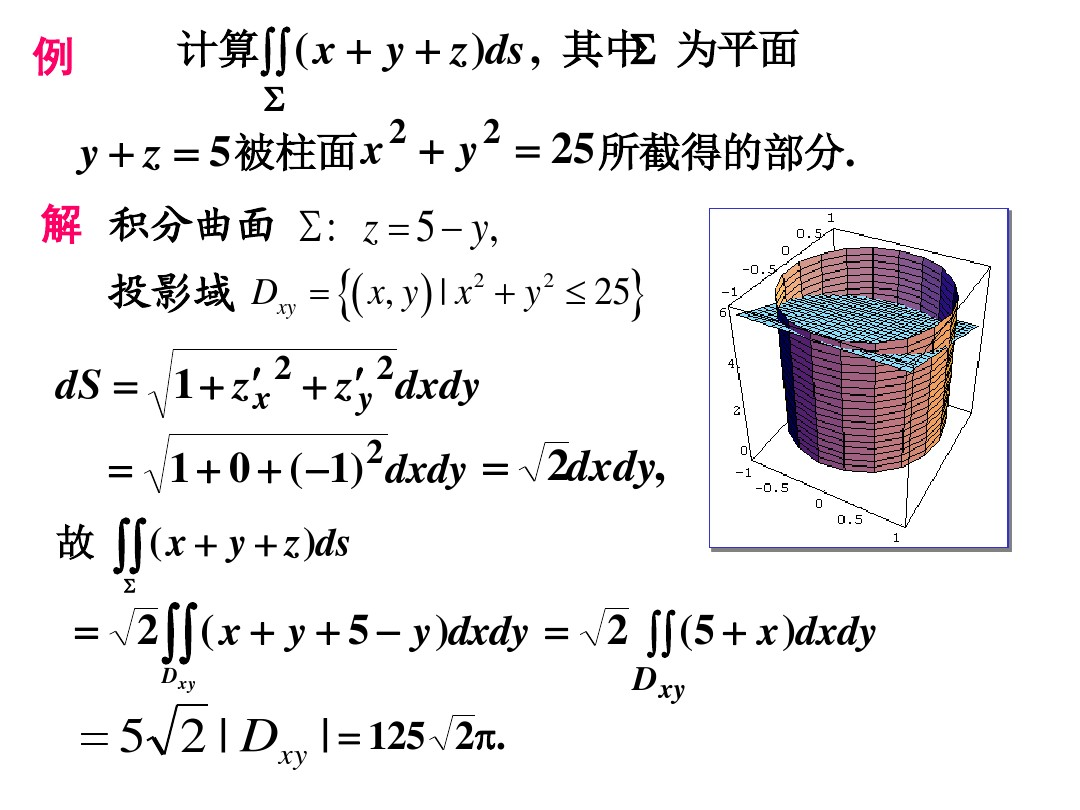 例 计算∬(x + y + z)ds, 其中Σ 为平面
Σ
y + z = 5被柱面x² + y² = 25所截得的部分.
解 积分曲面 Σ: z = 5 − y,
投影域 Dxy = {(x, y) | x² + y² ≤ 25}
dS = √1 + z′x² + z′y² dxdy
= √1 + 0 + (−1)² dxdy = √2dxdy,
故 ∬(x + y + z)ds
Σ
= √2∬(x + y + 5 − y)dxdy = √2 ∬(5 + x)dxdy
Dxy Dxy
= 5√2 | Dxy | = 125√2π.
1
0.5
0
-0.5
-1
6
4
2
0
-1
-0.5
0
0.5
1